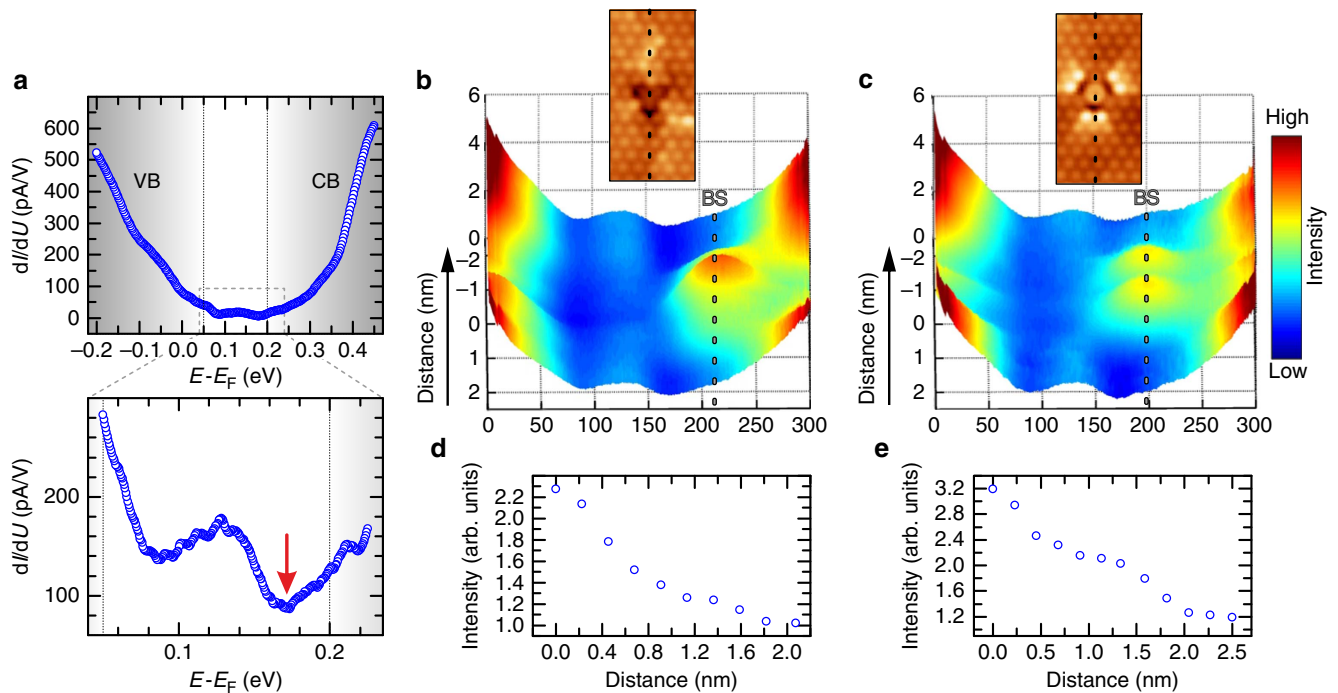 a
dI/dU (pA/V)
600
500
400
300
200
100
0
VB
CB
–0.2 –0.1 0.0 0.1 0.2 0.3 0.4
E-EF (eV)
dI/dU (pA/V)
200
100
0.1 0.2
E-EF (eV)
b
6
4
2
0
–2
–1
0
1
2
Distance (nm)
BS
0 50 100 150 200 250 300
c
6
4
2
0
–2
–1
0
1
2
Distance (nm)
BS
0 50 100 150 200 250 300
High
Intensity
Low
d
Intensity (arb. units)
2.2
2.0
1.8
1.6
1.4
1.2
1.0
0.0 0.4 0.8 1.2 1.6 2.0
Distance (nm)
e
Intensity (arb. units)
3.2
2.8
2.4
2.0
1.6
1.2
0.0 0.5 1.0 1.5 2.0 2.5
Distance (nm)